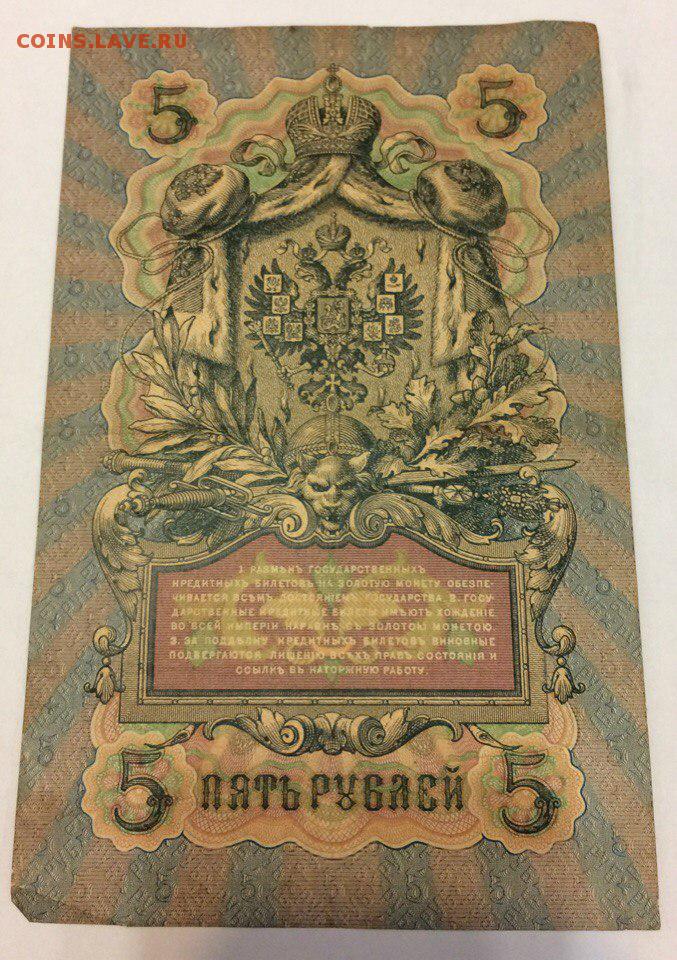 COINS.LAVE.RU
5 5
1. РАЗМѢНЪ ГОСУДАРСТВЕННЫХЪ
КРЕДИТНЫХЪ БИЛЕТОВЪ НА ЗОЛОТУЮ МОНЕТУ ОБЕЗПЕ-
ЧИВАЕТСЯ ВСѢМЪ ДОСТОЯНІЕМЪ ГОСУДАРСТВА. 2. ГОСУ-
ДАРСТВЕННЫЕ КРЕДИТНЫЕ БИЛЕТЫ ИМѢЮТЪ ХОЖДЕНІЕ
ВО ВСЕЙ ИМПЕРІИ НАРАВНѢ СЪ ЗОЛОТОЮ МОНЕТОЮ.
3. ЗА ПОДДѢЛКУ КРЕДИТНЫХЪ БИЛЕТОВЪ ВИНОВНЫЕ
ПОДВЕРГАЮТСЯ ЛИШЕНІЮ ВСѢХЪ ПРАВЪ СОСТОЯНІЯ И
ССЫЛКѢ ВЪ КАТОРЖНУЮ РАБОТУ.
5 ПЯТЬ РУБЛЕЙ 5